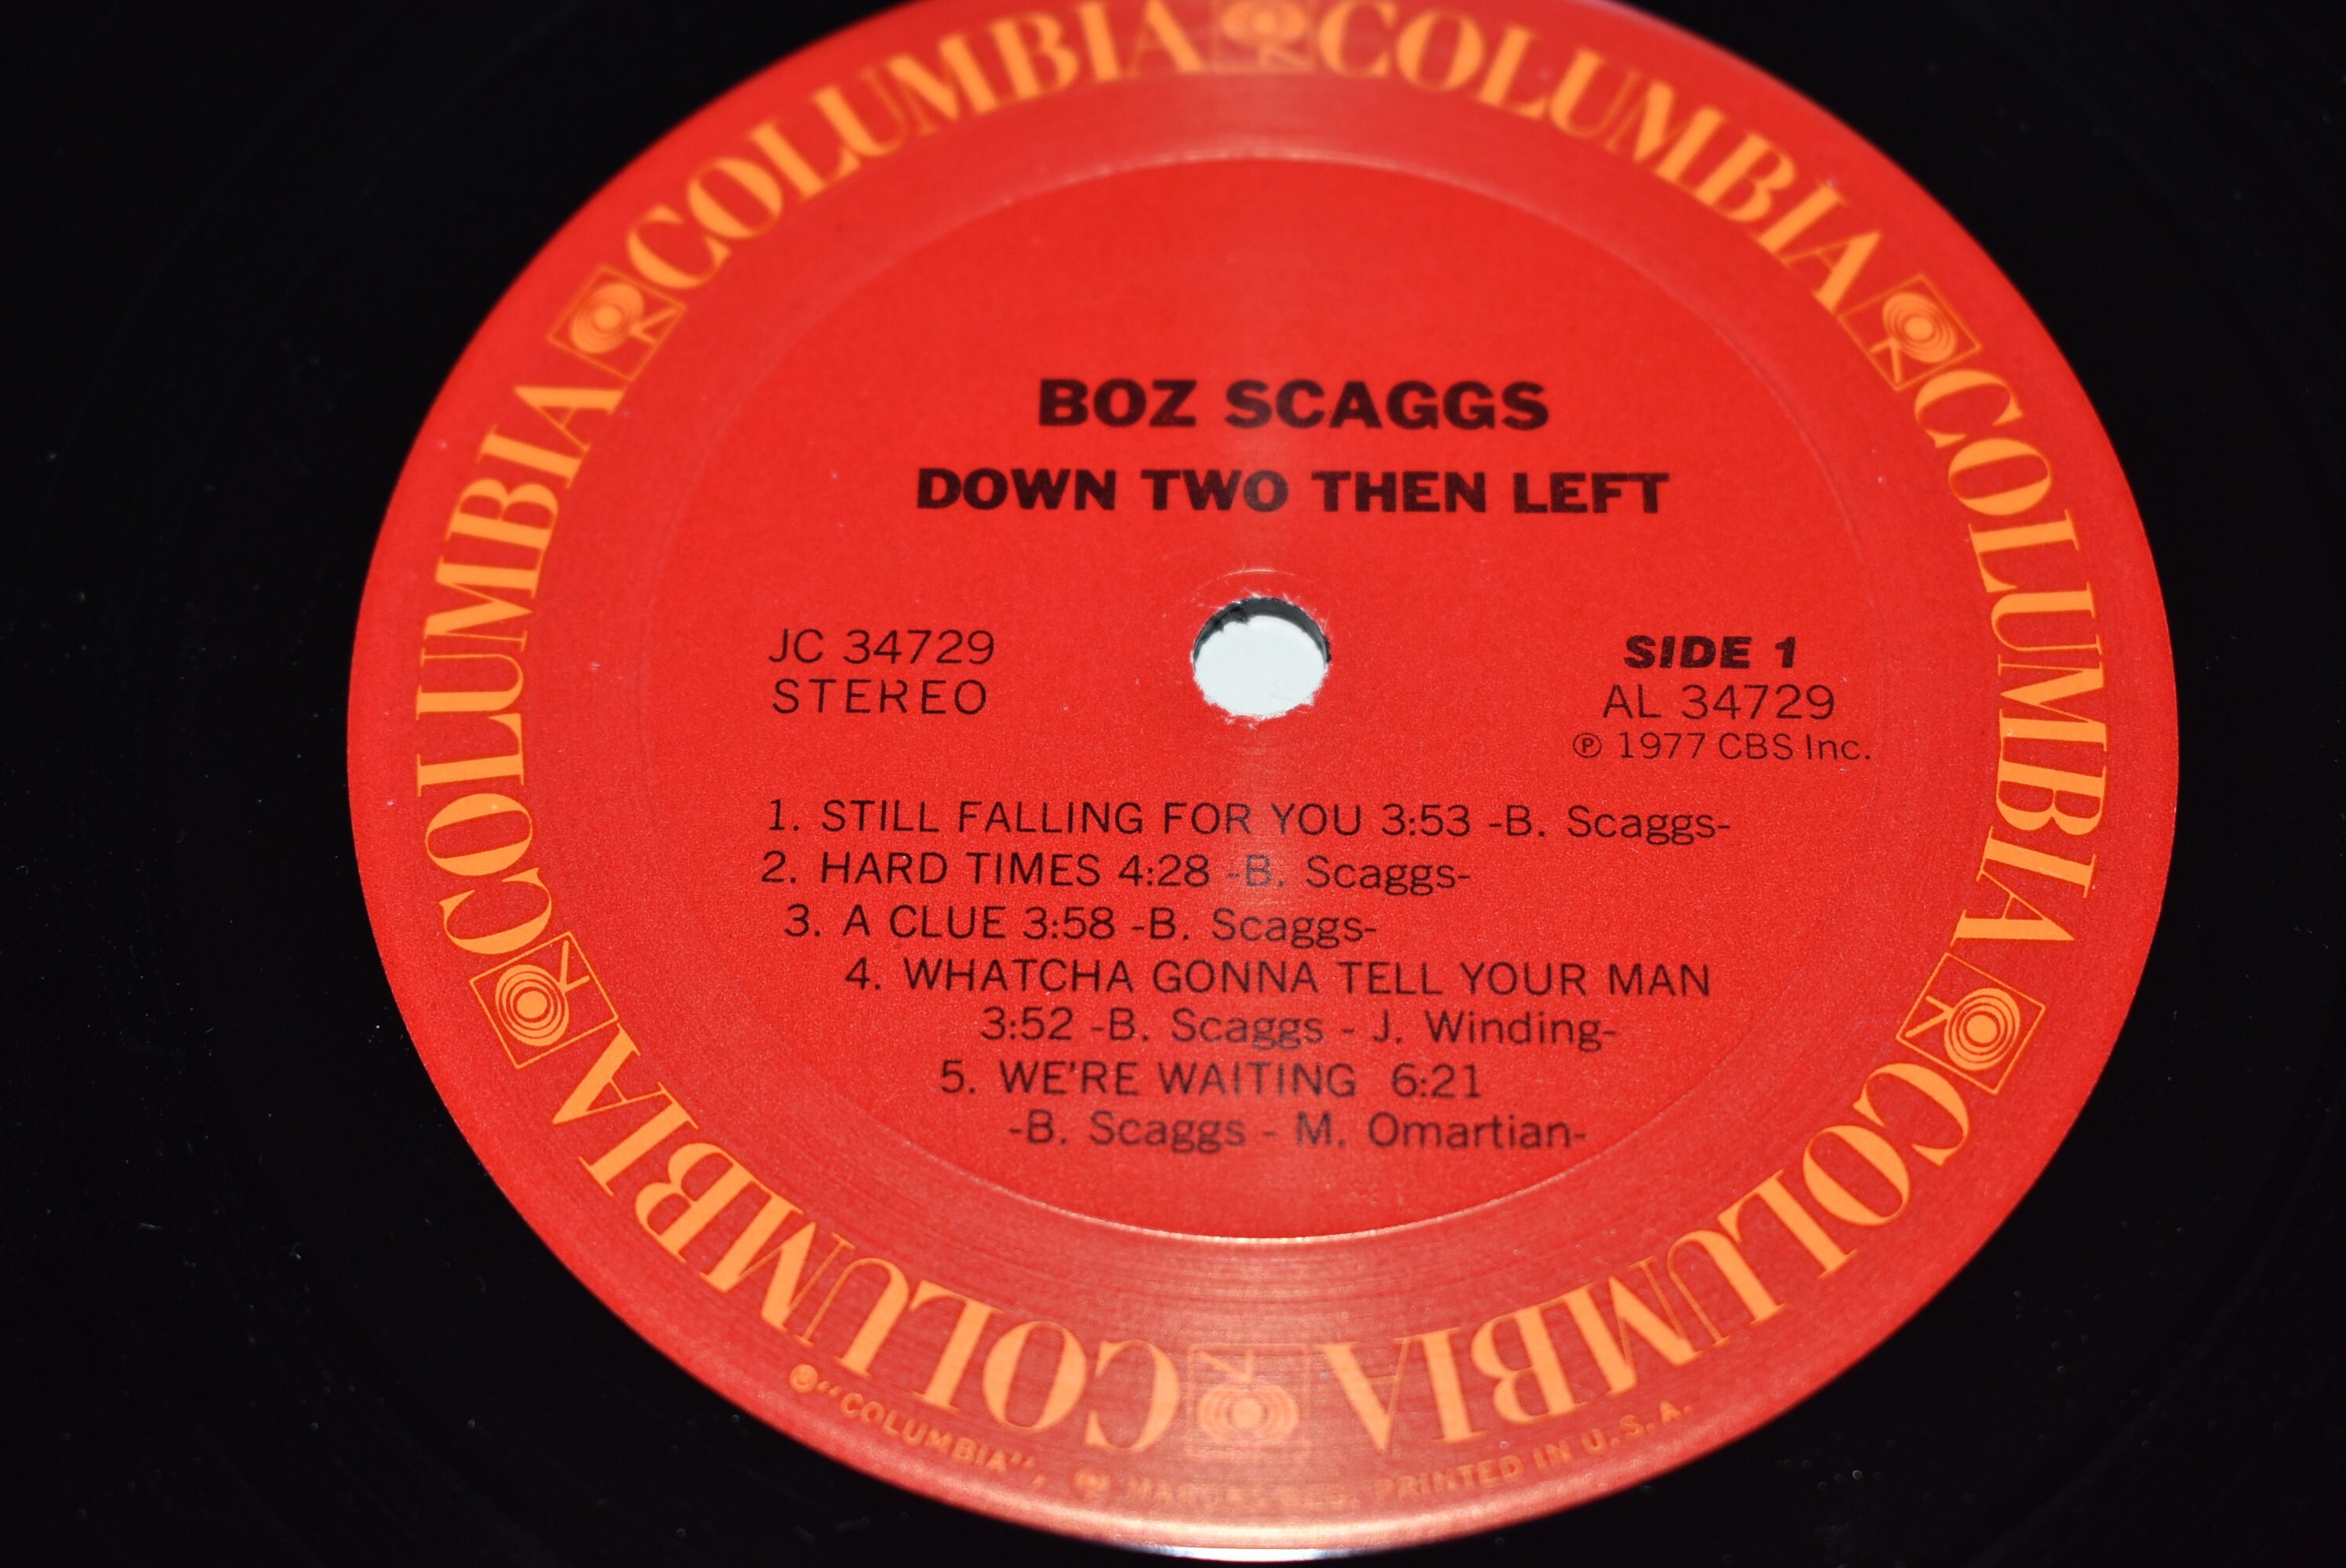 COLUMBIA COLUMBIA COLUMBIA COLUMBIA COLUMBIA COLUMBIA
BOZ SCAGGS
DOWN TWO THEN LEFT
JC 34729
STEREO
SIDE 1
AL 34729
℗ 1977 CBS Inc.
1. STILL FALLING FOR YOU 3:53 -B. Scaggs-
2. HARD TIMES 4:28 -B. Scaggs-
3. A CLUE 3:58 -B. Scaggs-
4. WHATCHA GONNA TELL YOUR MAN
3:52 -B. Scaggs - J. Winding-
5. WE'RE WAITING 6:21
-B. Scaggs - M. Omartian-
"COLUMBIA", MARCAS REG. PRINTED IN U.S.A.